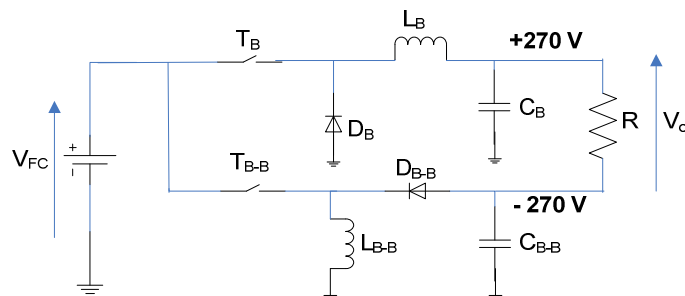 L_B
T_B
+270 V
+
-
V_FC
D_B
C_B
R
V_o
T_B-B
D_B-B
- 270 V
L_B-B
C_B-B